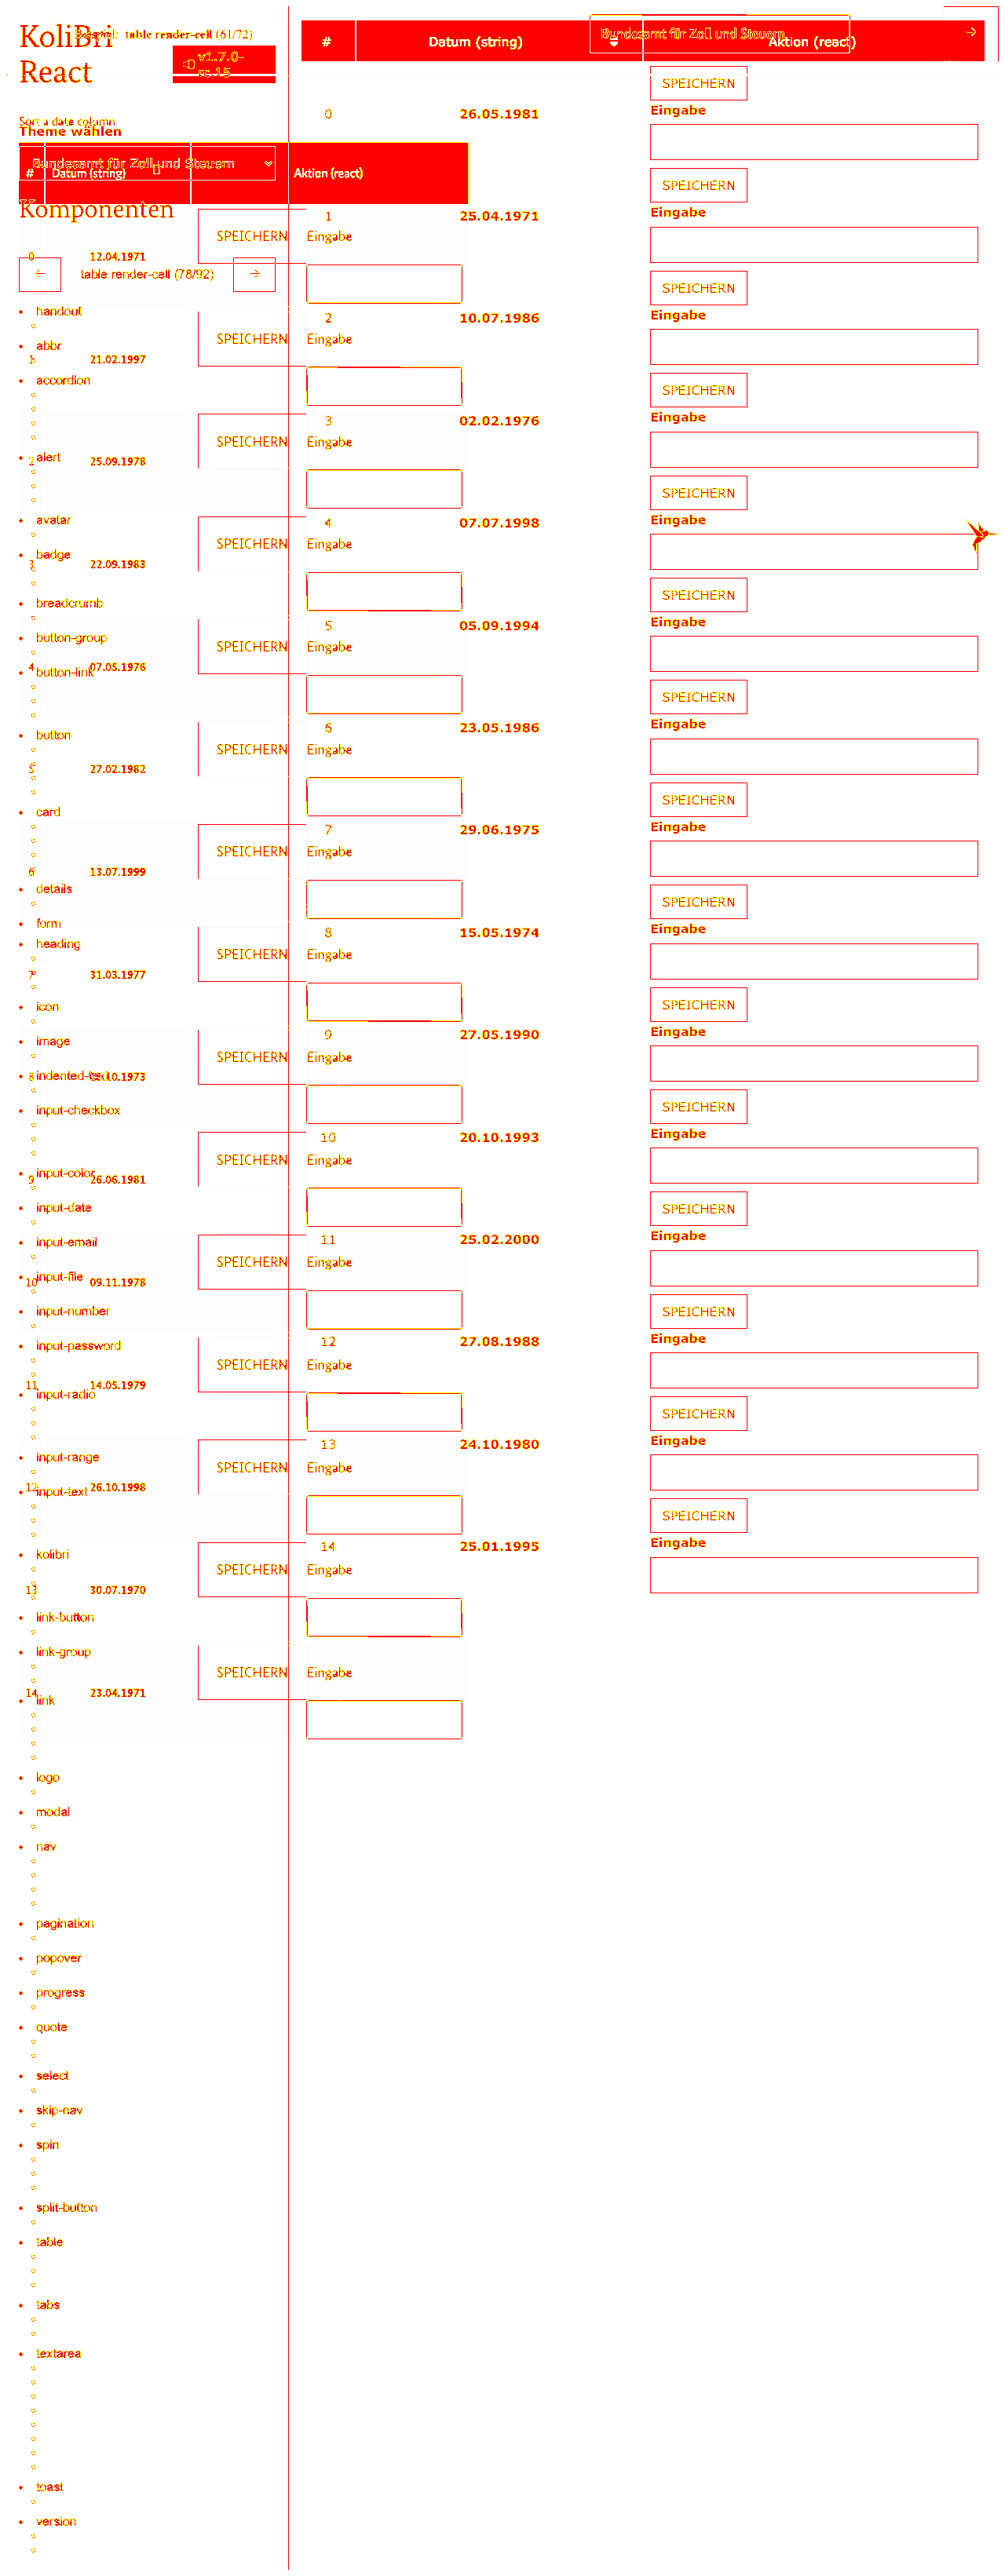 KoliBri
React
table render-cell (61/72)
v1.7.0-
rc.15
Sort a date column
Theme wählen
Bundesamt für Zoll und Steuern
# Datum (string) Aktion (react)
Komponenten
← table render-cell (78/92) →
0 12.04.1971 SPEICHERN Eingabe
1 21.02.1997 SPEICHERN Eingabe
2 25.09.1978 SPEICHERN Eingabe
3 22.09.1983 SPEICHERN Eingabe
4 07.05.1976 SPEICHERN Eingabe
5 27.02.1982 SPEICHERN Eingabe
6 13.07.1999 SPEICHERN Eingabe
7 31.03.1977 SPEICHERN Eingabe
8 .10.1973 SPEICHERN Eingabe
9 26.06.1981 SPEICHERN Eingabe
10 09.11.1978 SPEICHERN Eingabe
11 14.05.1979 SPEICHERN Eingabe
12 26.10.1998 SPEICHERN Eingabe
13 30.07.1970 SPEICHERN Eingabe
14 23.04.1971 SPEICHERN Eingabe
handout
abbr
accordion
alert
avatar
badge
breadcrumb
button-group
button-link
button
card
details
form
heading
icon
image
indented-text
input-checkbox
input-color
input-date
input-email
input-file
input-number
input-password
input-radio
input-range
input-text
kolibri
link-button
link-group
link
logo
modal
nav
pagination
popover
progress
quote
select
skip-nav
spin
split-button
table
tabs
textarea
toast
version
Bundesamt für Zoll und Steuern →
# Datum (string) Aktion (react)
0 26.05.1981 SPEICHERN
Eingabe
1 25.04.1971 SPEICHERN
Eingabe
2 10.07.1986 SPEICHERN
Eingabe
3 02.02.1976 SPEICHERN
Eingabe
4 07.07.1998 SPEICHERN
Eingabe
5 05.09.1994 SPEICHERN
Eingabe
6 23.05.1986 SPEICHERN
Eingabe
7 29.06.1975 SPEICHERN
Eingabe
8 15.05.1974 SPEICHERN
Eingabe
9 27.05.1990 SPEICHERN
Eingabe
10 20.10.1993 SPEICHERN
Eingabe
11 25.02.2000 SPEICHERN
Eingabe
12 27.08.1988 SPEICHERN
Eingabe
13 24.10.1980 SPEICHERN
Eingabe
14 25.01.1995 SPEICHERN
Eingabe